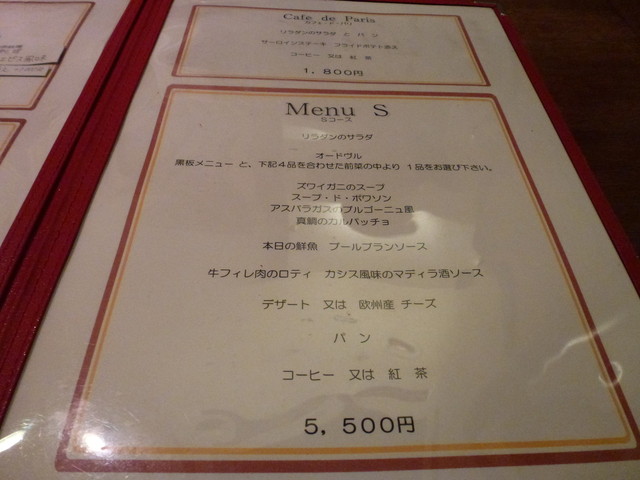 Cafe de Paris
カフェ・ド・パリ
リラダンのサラダ と パン
サーロインステーキ フライドポテト添え
コーヒー 又は 紅 茶
1,800円
Menu S
Sコース
リラダンのサラダ
オードヴル
黒板メニュー と、下記４品を合わせた前菜の中より １品をお選び下さい。
ズワイガニのスープ
スープ・ド・ポワソン
アスパラガスのブルゴーニュ風
真鯛のカルパッチョ
本日の鮮魚 ブールブランソース
牛フィレ肉のロティ カシス風味のマディラ酒ソース
デザート 又は 欧州産 チーズ
パ ン
コーヒー 又は 紅 茶
5,500円